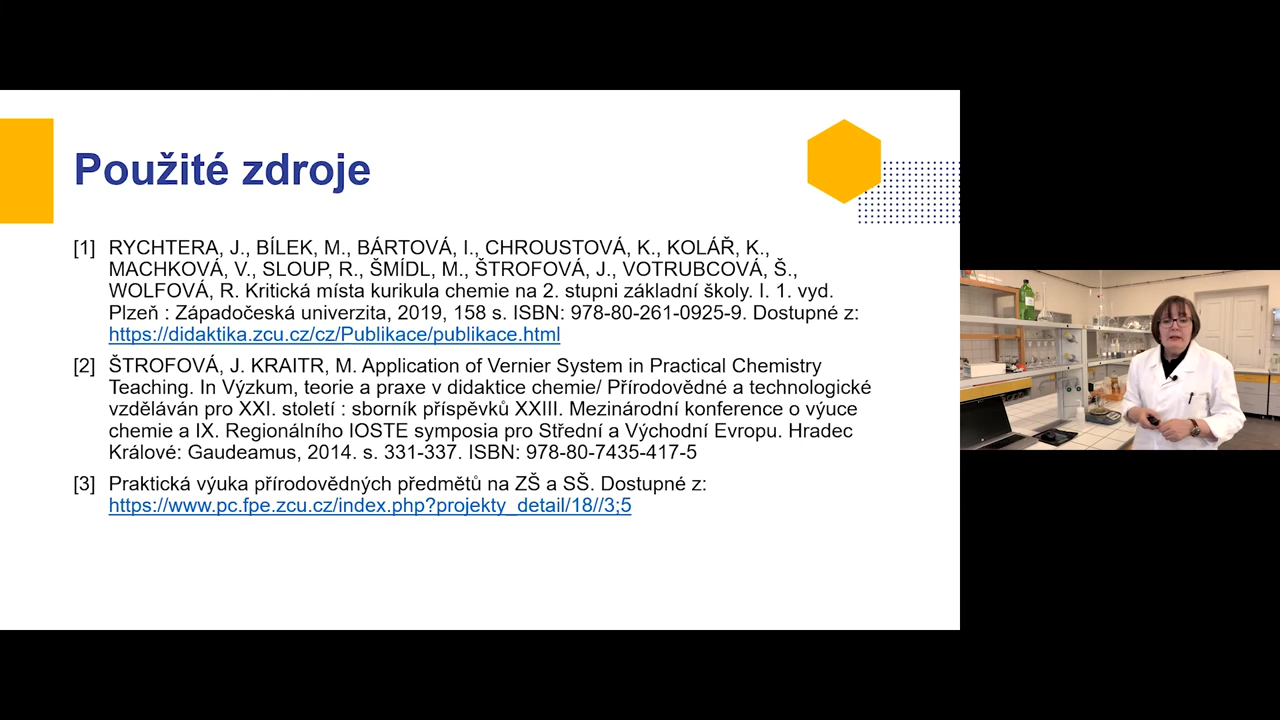 Použité zdroje
[1] RYCHTERA, J., BÍLEK, M., BÁRTOVÁ, I., CHROUSTOVÁ, K., KOLÁŘ, K.,
MACHKOVÁ, V., SLOUP, R., ŠMÍDL, M., ŠTROFOVÁ, J., VOTRUBCOVÁ, Š.,
WOLFOVÁ, R. Kritická místa kurikula chemie na 2. stupni základní školy. I. 1. vyd.
Plzeň : Západočeská univerzita, 2019, 158 s. ISBN: 978-80-261-0925-9. Dostupné z:
https://didaktika.zcu.cz/cz/Publikace/publikace.html
[2] ŠTROFOVÁ, J. KRAITR, M. Application of Vernier System in Practical Chemistry
Teaching. In Výzkum, teorie a praxe v didaktice chemie/ Přírodovědné a technologické
vzděláván pro XXI. století : sborník příspěvků XXIII. Mezinárodní konference o výuce
chemie a IX. Regionálního IOSTE symposia pro Střední a Východní Evropu. Hradec
Králové: Gaudeamus, 2014. s. 331-337. ISBN: 978-80-7435-417-5
[3] Praktická výuka přírodovědných předmětů na ZŠ a SŠ. Dostupné z:
https://www.pc.fpe.zcu.cz/index.php?projekty_detail/18//3;5